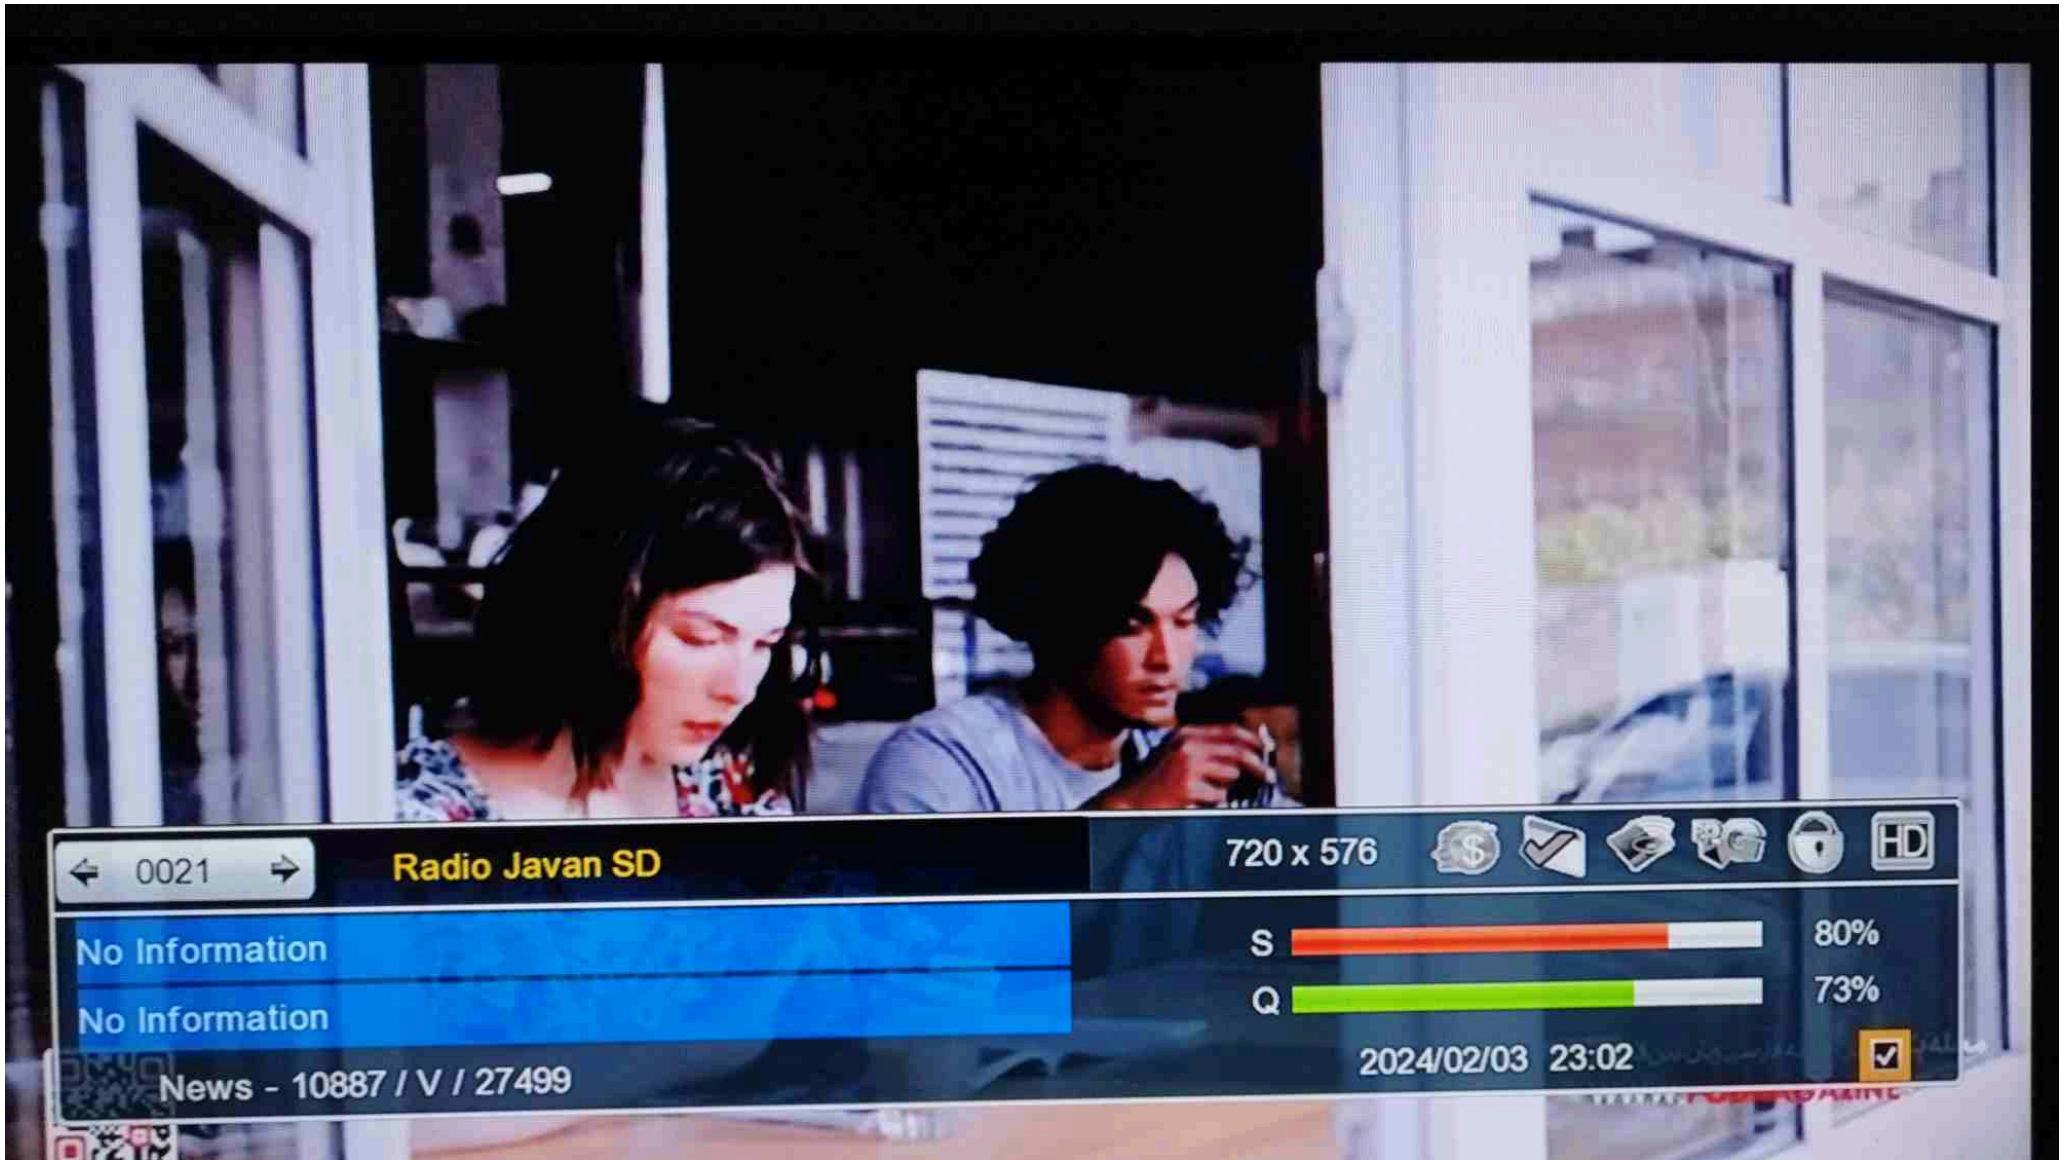 0021
Radio Javan SD
720 x 576
HD
No Information
S
80%
No Information
Q
73%
2024/02/03 23:02
News - 10887 / V / 27499